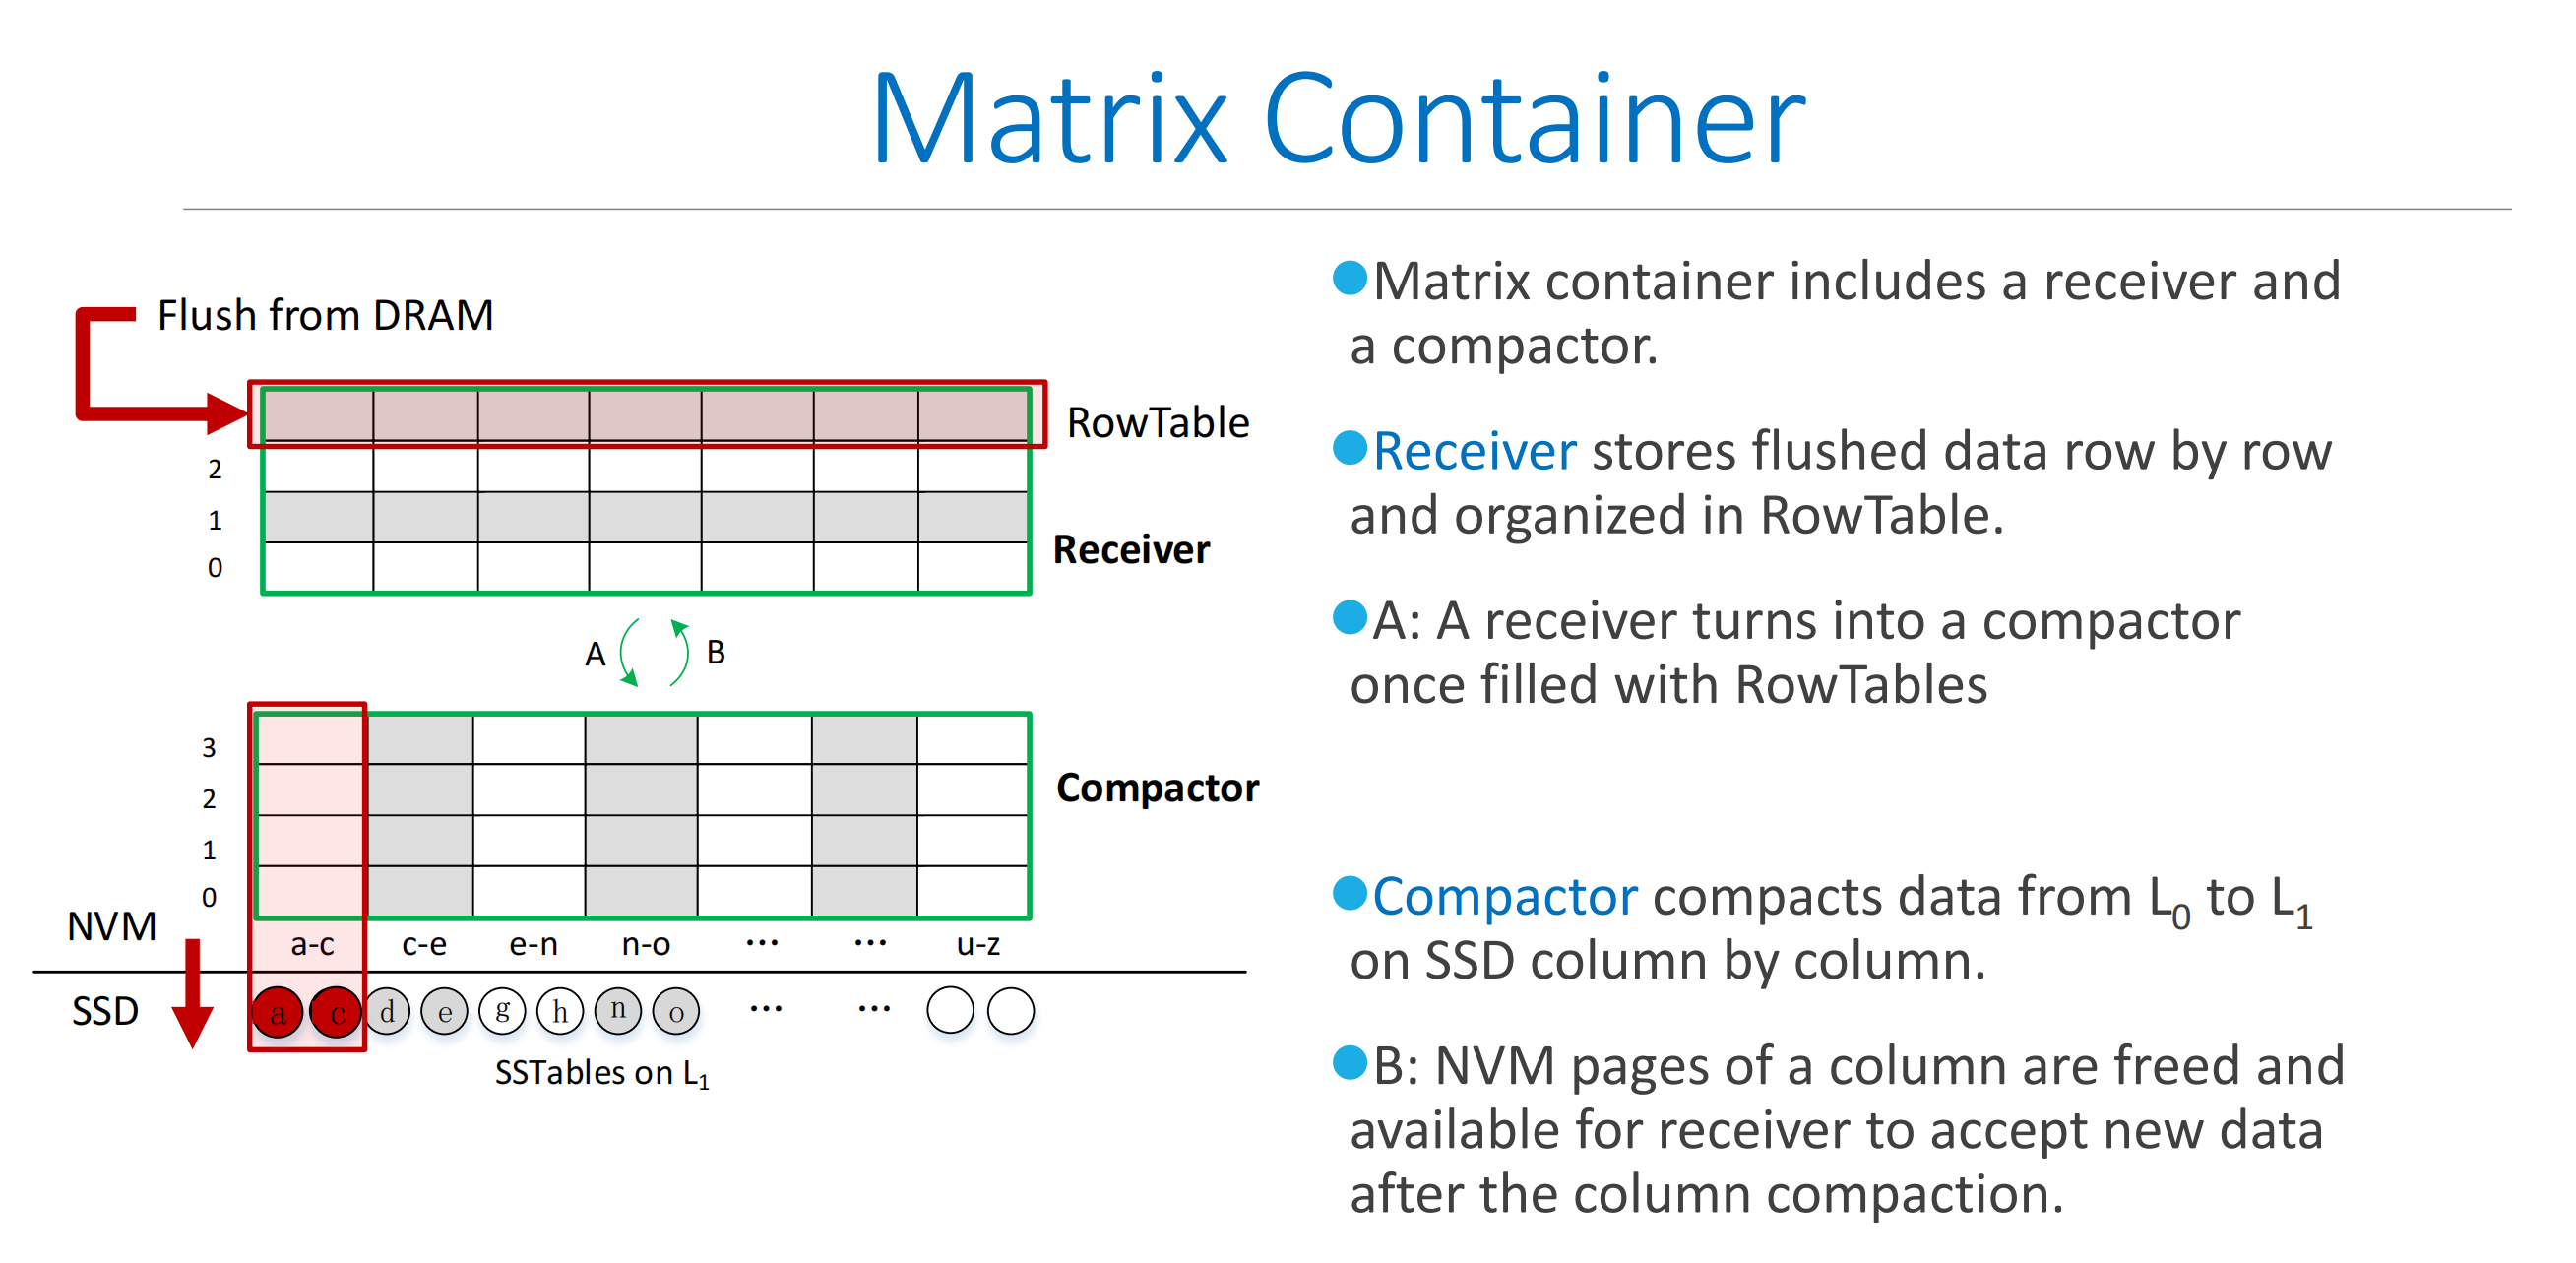 Matrix Container
Flush from DRAM
RowTable
2
1
0
Receiver
A
B
3
2
1
0
Compactor
NVM
a-c
c-e
e-n
n-o
...
...
u-z
SSD
a
c
d
e
g
h
n
o
...
...
SSTables on L1
Matrix container includes a receiver and
a compactor.
Receiver stores flushed data row by row
and organized in RowTable.
A: A receiver turns into a compactor
once filled with RowTables
Compactor compacts data from L0 to L1
on SSD column by column.
B: NVM pages of a column are freed and
available for receiver to accept new data
after the column compaction.